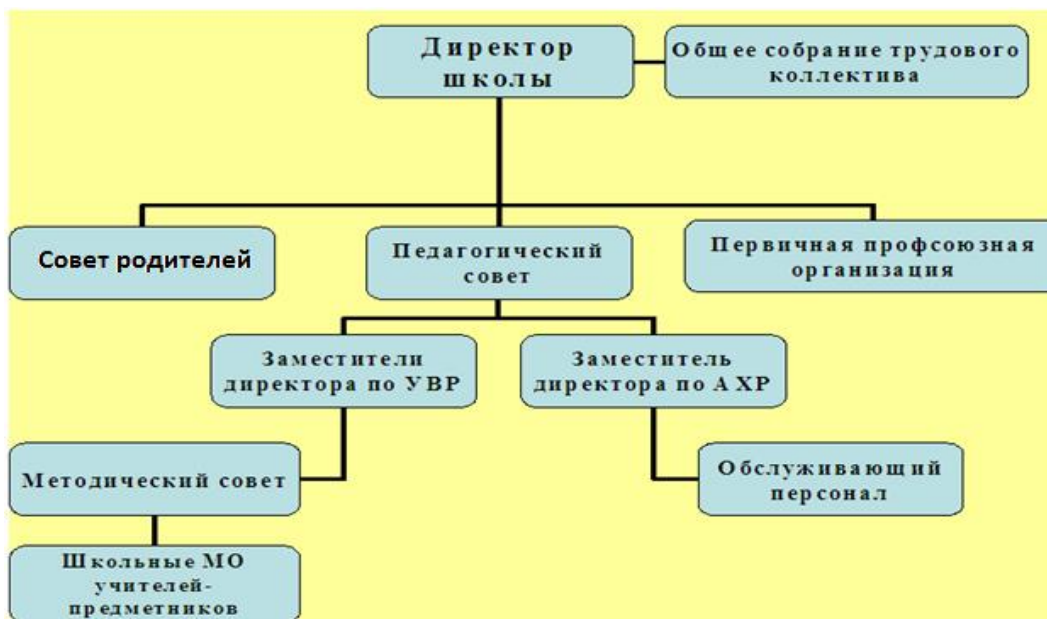 Директор
школы
Общее собрание трудового
коллектива
Совет родителей
Педагогический
совет
Первичная профсоюзная
организация
Заместители
директора по УВР
Заместитель
директора по АХР
Методический совет
Обслуживающий
персонал
Школьные МО
учителей-
предметников